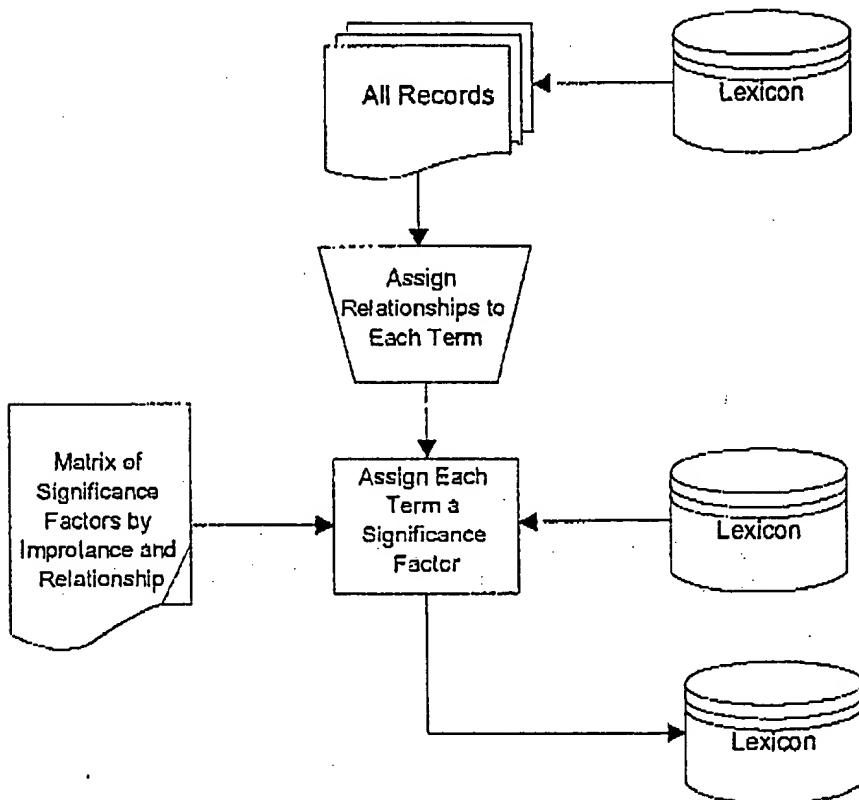 All Records
Lexicon
Assign
Relationships to
Each Term
Matrix of
Significance
Factors by
Improtance and
Relationship
Assign Each
Term a
Significance
Factor
Lexicon
Lexicon